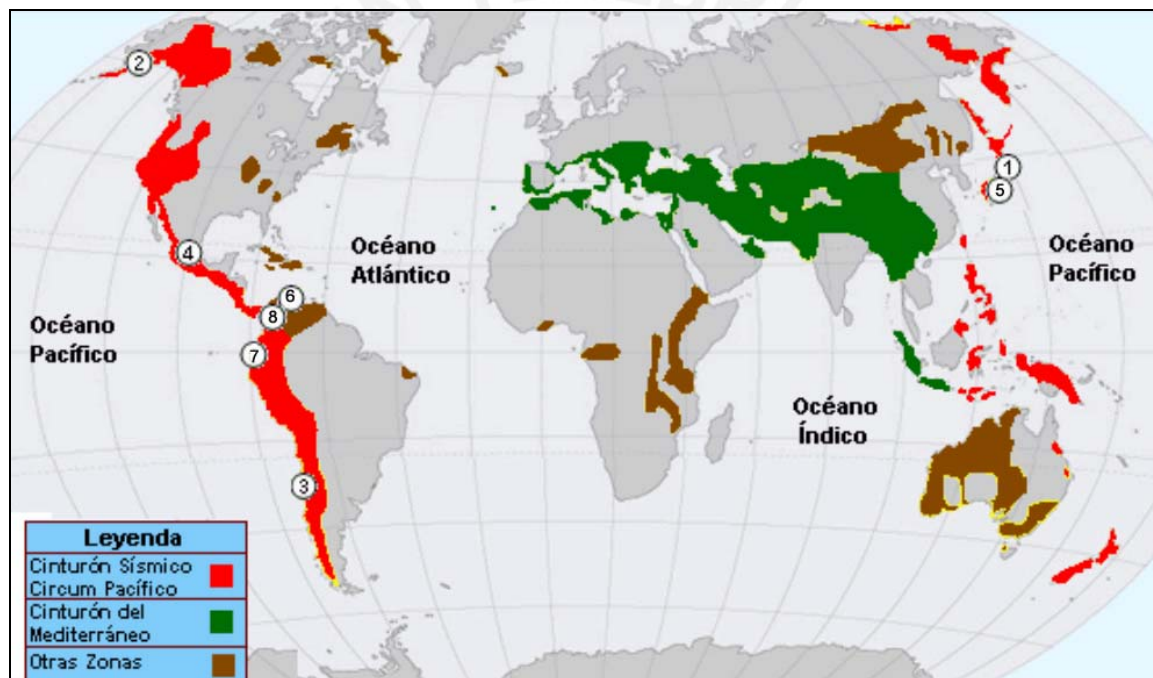 2
1
5
Océano
Atlántico
Océano
Pacífico
4
6
8
Océano
Pacífico
7
Océano
Índico
3
Leyenda
Cinturón Sísmico
Circum Pacífico
Cinturón del
Mediterráneo
Otras Zonas